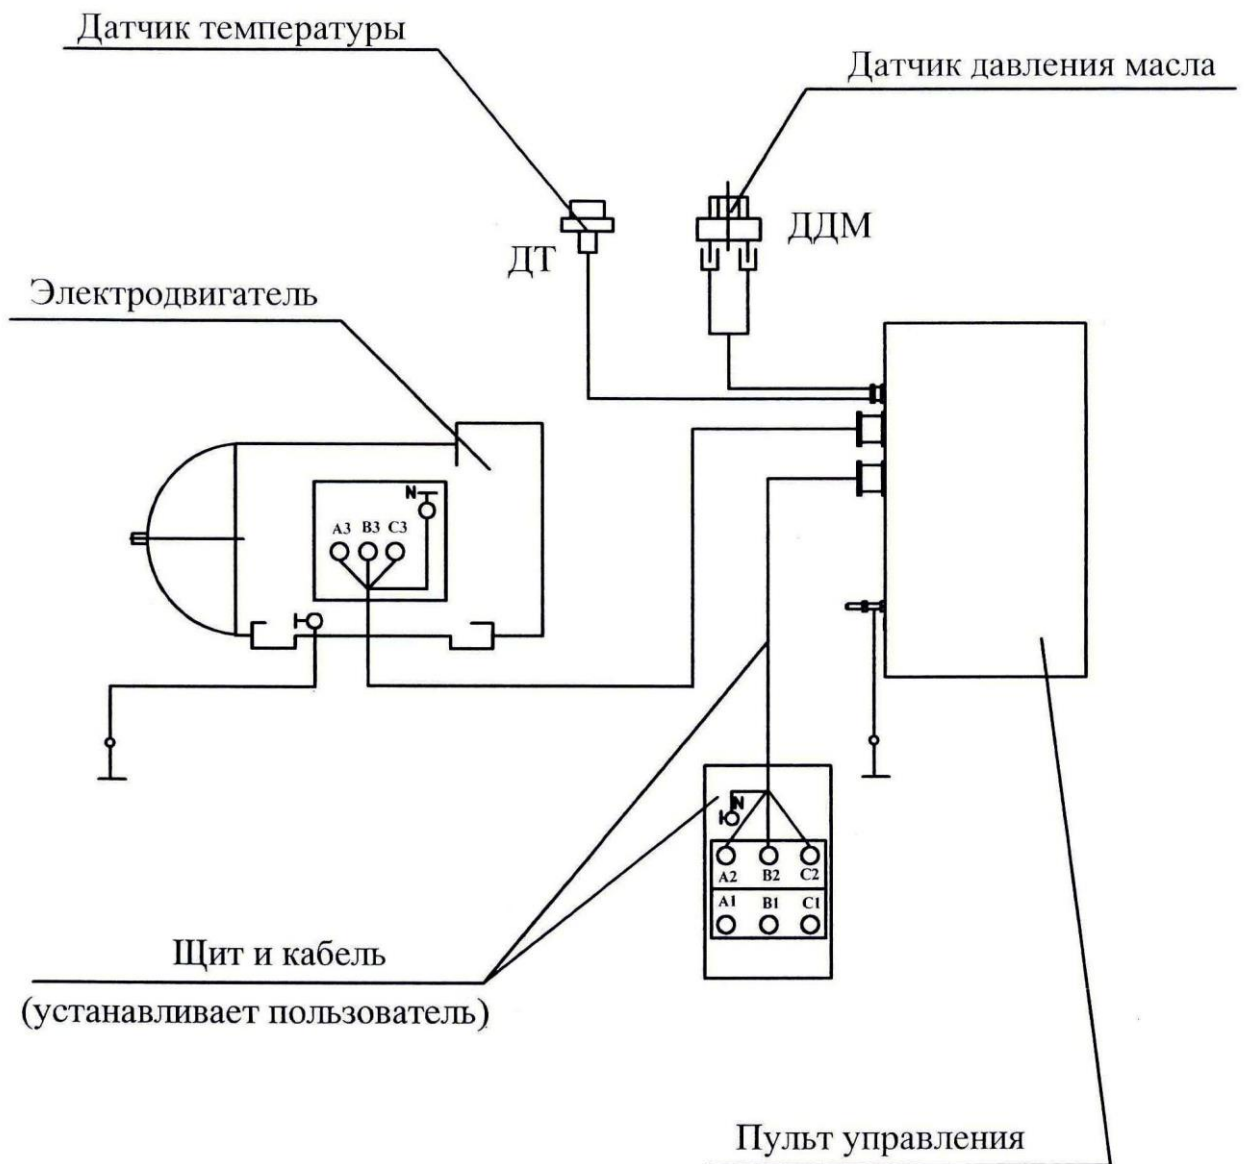 Датчик температуры
Датчик давления масла
ДДМ
ДТ
Электродвигатель
N
A3 B3 C3
N
A2 B2 C2
A1 B1 C1
Щит и кабель
(устанавливает пользователь)
Пульт управления